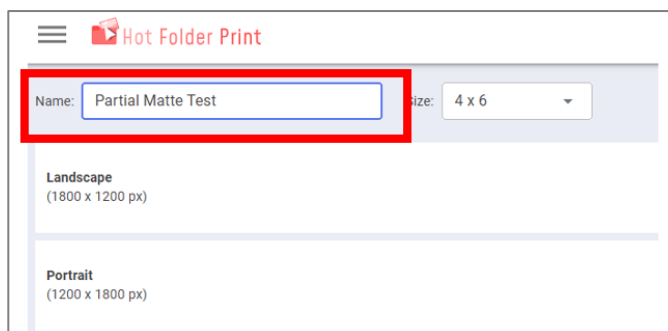 Hot Folder Print
Name: Partial Matte Test Size: 4 x 6
Landscape
(1800 x 1200 px)
Portrait
(1200 x 1800 px)